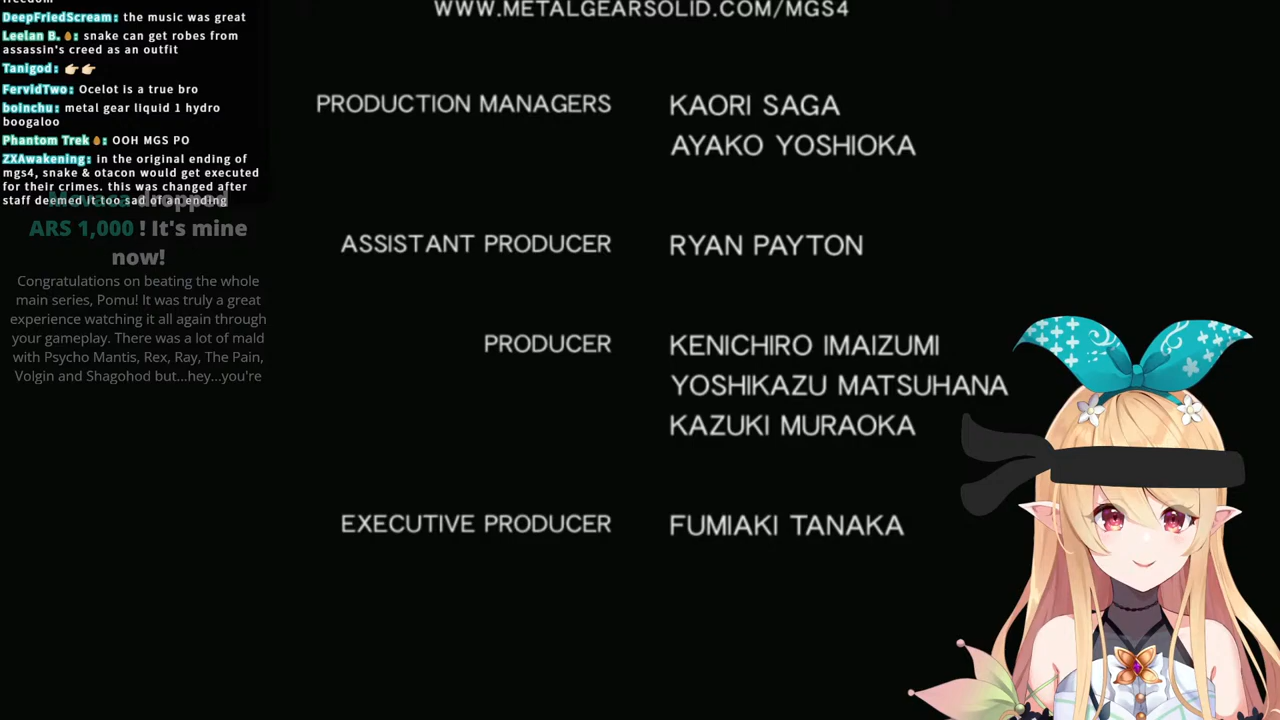 freedom
DeepFriedScream: the music was great
Leelan B.: snake can get robes from
assassin's creed as an outfit
Tanigod: 👉🏻👉🏻
FervidTwo: Ocelot is a true bro
boinchu: metal gear liquid 1 hydro
boogaloo
Phantom Trek: OOH MGS PO
ZXAwakening: in the original ending of
mgs4, snake & otacon would get executed
for their crimes. this was changed after
staff deemed it too sad of an ending
dropped
ARS 1,000 ! It's mine
now!
Congratulations on beating the whole
main series, Pomu! It was truly a great
experience watching it all again through
your gameplay. There was a lot of mald
with Psycho Mantis, Rex, Ray, The Pain,
Volgin and Shagohod but...hey...you're
WWW.METALGEARSOLID.COM/MGS4
PRODUCTION MANAGERS KAORI SAGA
AYAKO YOSHIOKA
ASSISTANT PRODUCER RYAN PAYTON
PRODUCER KENICHIRO IMAIZUMI
YOSHIKAZU MATSUHANA
KAZUKI MURAOKA
EXECUTIVE PRODUCER FUMIAKI TANAKA